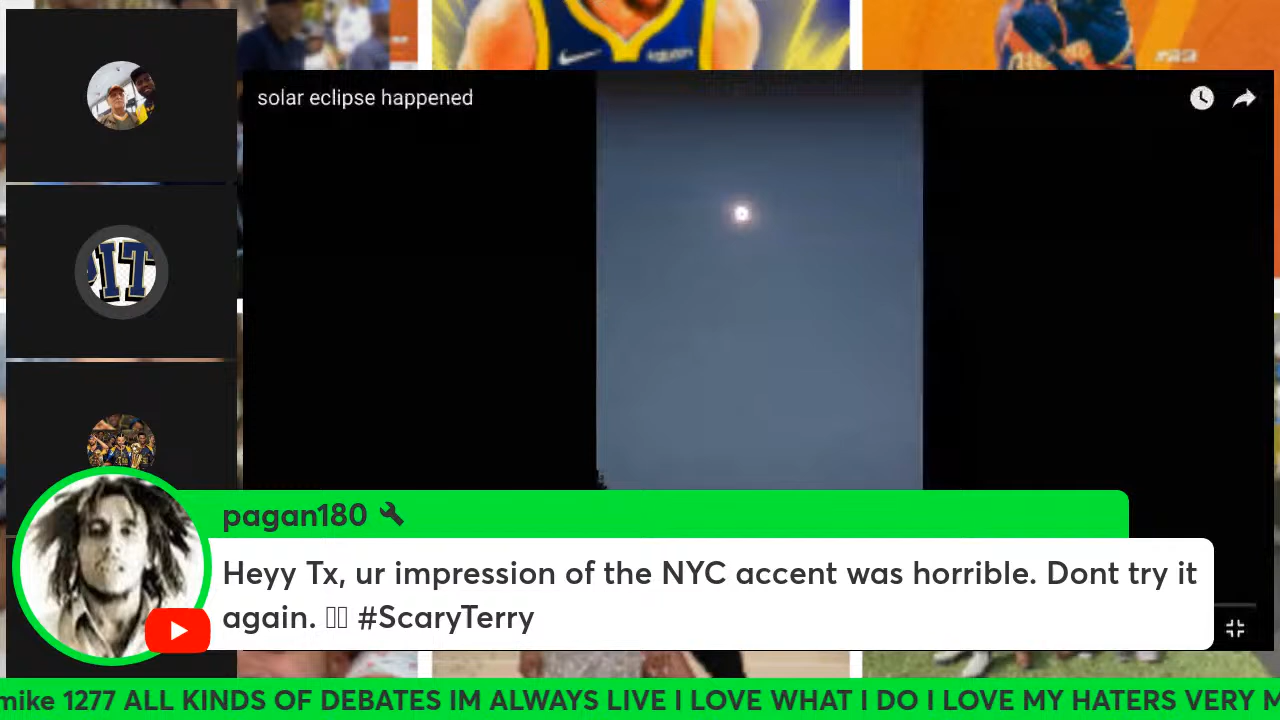 solar eclipse happened
IT
pagan180
Heyy Tx, ur impression of the NYC accent was horrible. Dont try it
again. #ScaryTerry
mike 1277 ALL KINDS OF DEBATES IM ALWAYS LIVE I LOVE WHAT I DO I LOVE MY HATERS VERY M